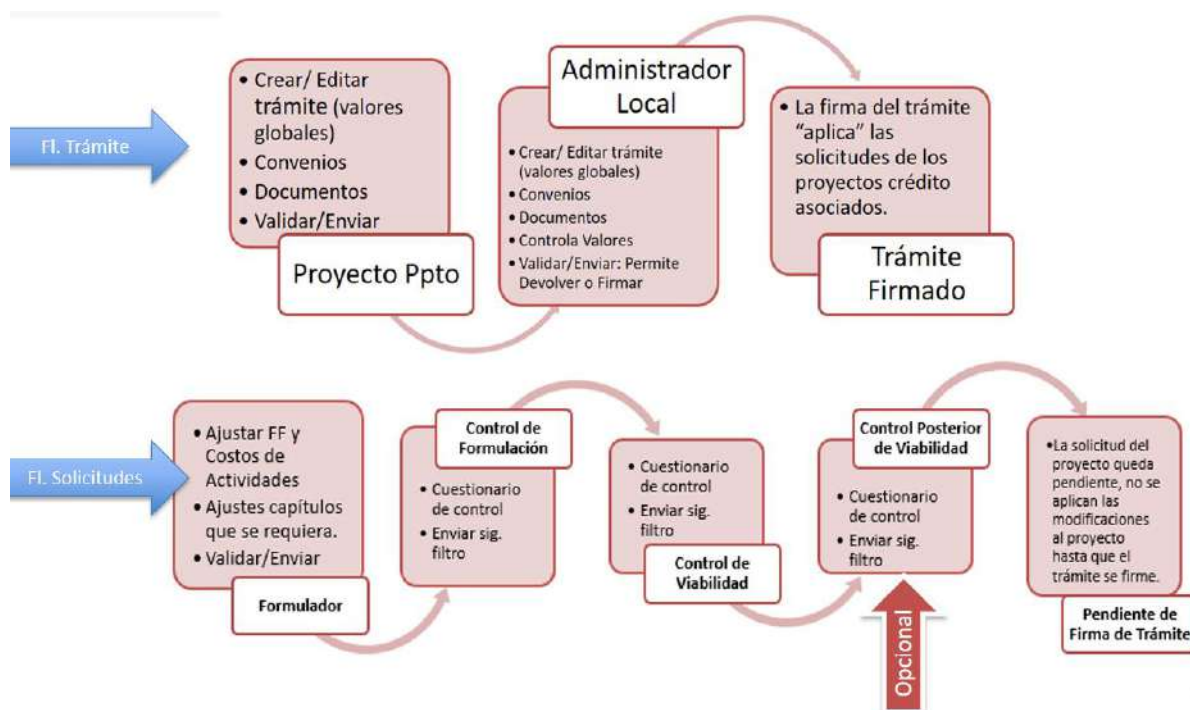 Fl. Trámite
• Crear/ Editar
trámite (valores
globales)
• Convenios
• Documentos
• Validar/Enviar
Proyecto Ppto
Administrador
Local
• Crear/ Editar trámite
(valores globales)
• Convenios
• Documentos
• Controla Valores
• Validar/Enviar: Permite
Devolver o Firmar
• La firma del trámite
“aplica” las
solicitudes de los
proyectos crédito
asociados.
Trámite
Firmado
Fl. Solicitudes
• Ajustar FF y
Costos de
Actividades
• Ajustes capítulos
que se requiera.
• Validar/Enviar
Formulador
Control de
Formulación
• Cuestionario
de control
• Enviar sig.
filtro
• Cuestionario
de control
• Enviar sig.
filtro
Control de
Viabilidad
Control Posterior
de Viabilidad
• Cuestionario
de control
• Enviar sig.
filtro
Opcional
• La solicitud del
proyecto queda
pendiente, no se
aplican las
modificaciones
al proyecto
hasta que el
trámite se firme.
Pendiente de
Firma de Trámite